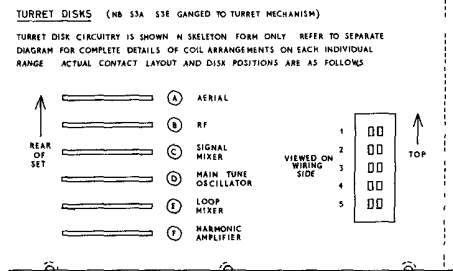 TURRET DISKS (NB S3A S3E GANGED TO TURRET MECHANISM)
TURRET DISK CIRCUITRY IS SHOWN N SKELETON FORM ONLY REFER TO SEPARATE
DIAGRAM FOR COMPLETE DETAILS OF COIL ARRANGEMENTS ON EACH INDIVIDUAL
RANGE ACTUAL CONTACT LAYOUT AND DISK POSITIONS ARE AS FOLLOWS
REAR
OF
SET
A AERIAL
B RF
C SIGNAL
MIXER
D MAIN TUNE
OSCILLATOR
E LOOP
MIXER
F HARMONIC
AMPLIFIER
VIEWED ON
WIRING
SIDE
1
2
3
4
5
TOP